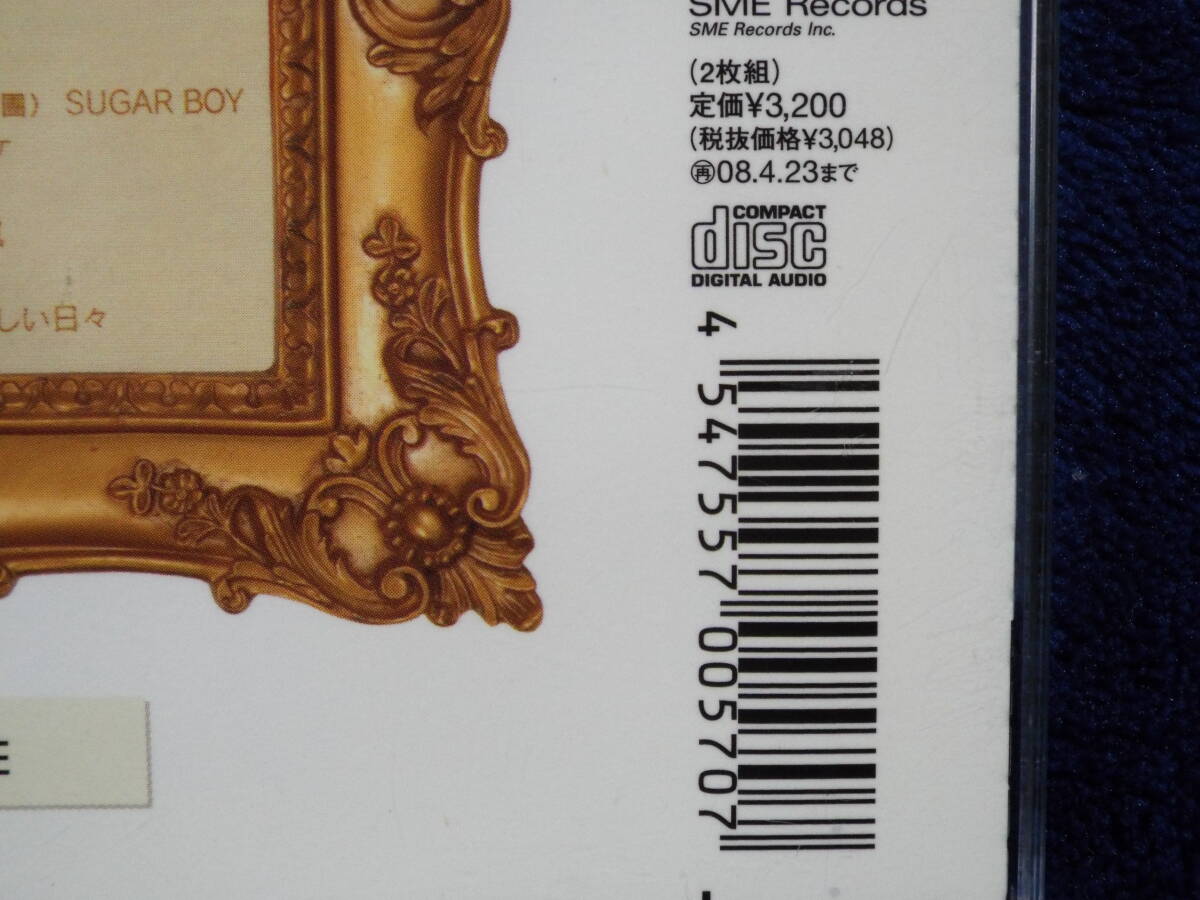 團) SUGAR BOY
しい日々
SME Records
SME Records Inc.
(2枚組)
定価¥3,200
(税抜価格¥3,048)
㊢08.4.23まで
COMPACT
disc
DIGITAL AUDIO
4 547557 005707